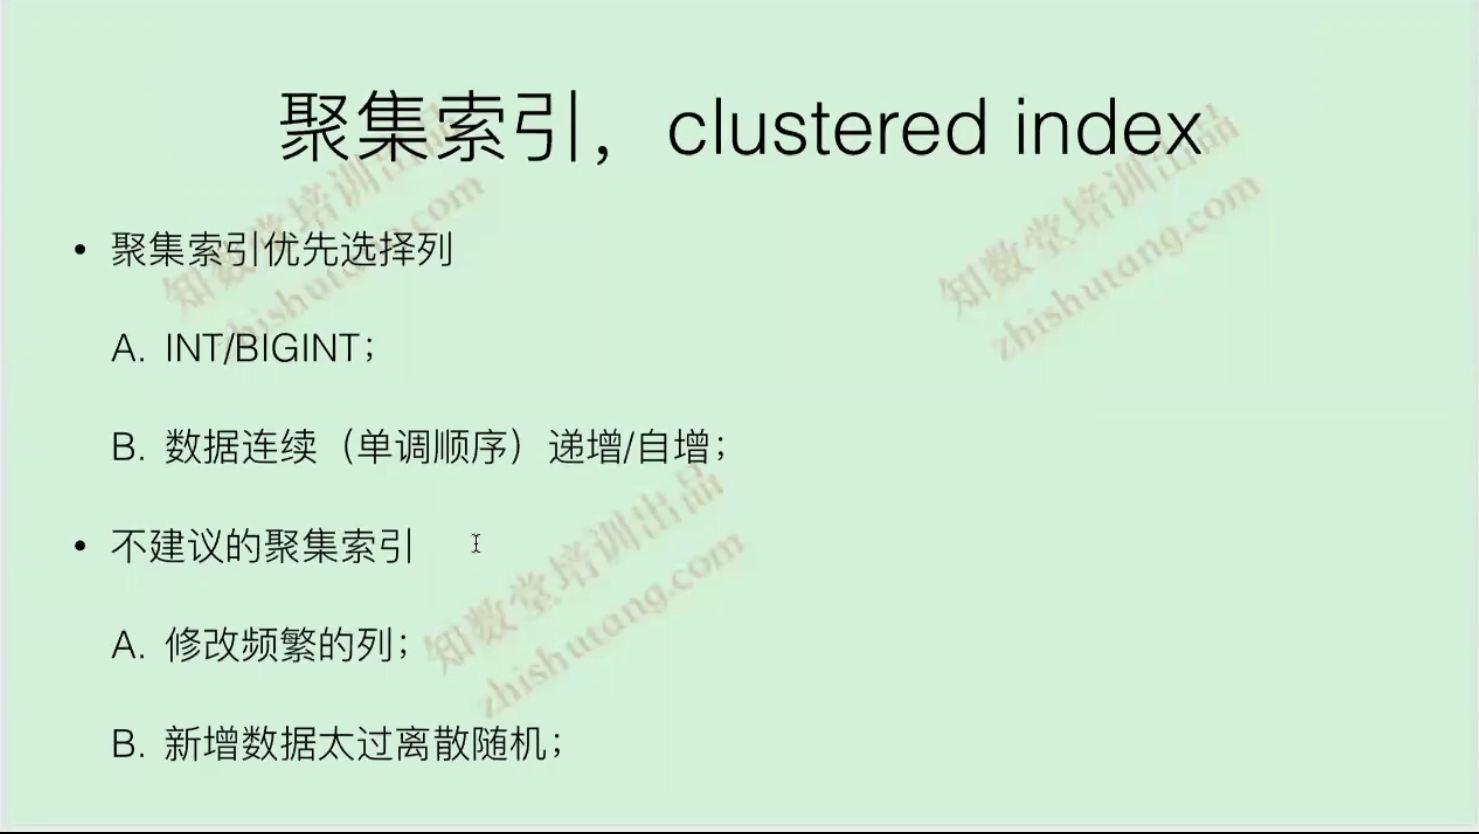 聚集索引，clustered index
• 聚集索引优先选择列
A. INT/BIGINT；
B. 数据连续（单调顺序）递增/自增；
• 不建议的聚集索引
A. 修改频繁的列；
B. 新增数据太过离散随机；
知数堂培训出品
zhishutang.com
知数堂培训出品
zhishutang.com
知数堂培训出品
zhishutang.com